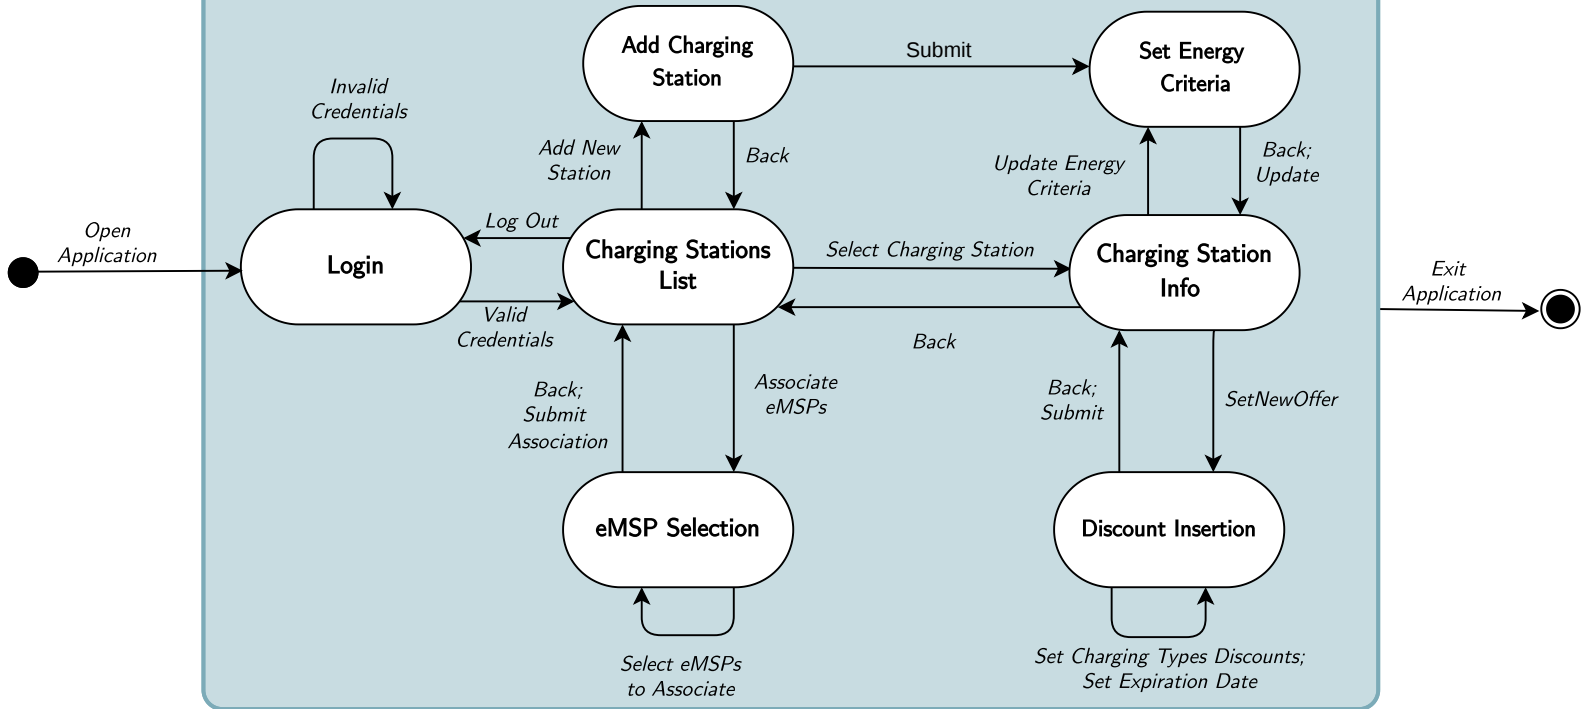 Add Charging
Station
Submit
Set Energy
Criteria
Invalid
Credentials
Add New
Station
Back
Update Energy
Criteria
Back;
Update
Open
Application
Login
Log Out
Valid
Credentials
Charging Stations
List
Select Charging Station
Back
Charging Station
Info
Exit
Application
Back;
Submit
Association
Associate
eMSPs
Back;
Submit
SetNewOffer
eMSP Selection
Discount Insertion
Select eMSPs
to Associate
Set Charging Types Discounts;
Set Expiration Date